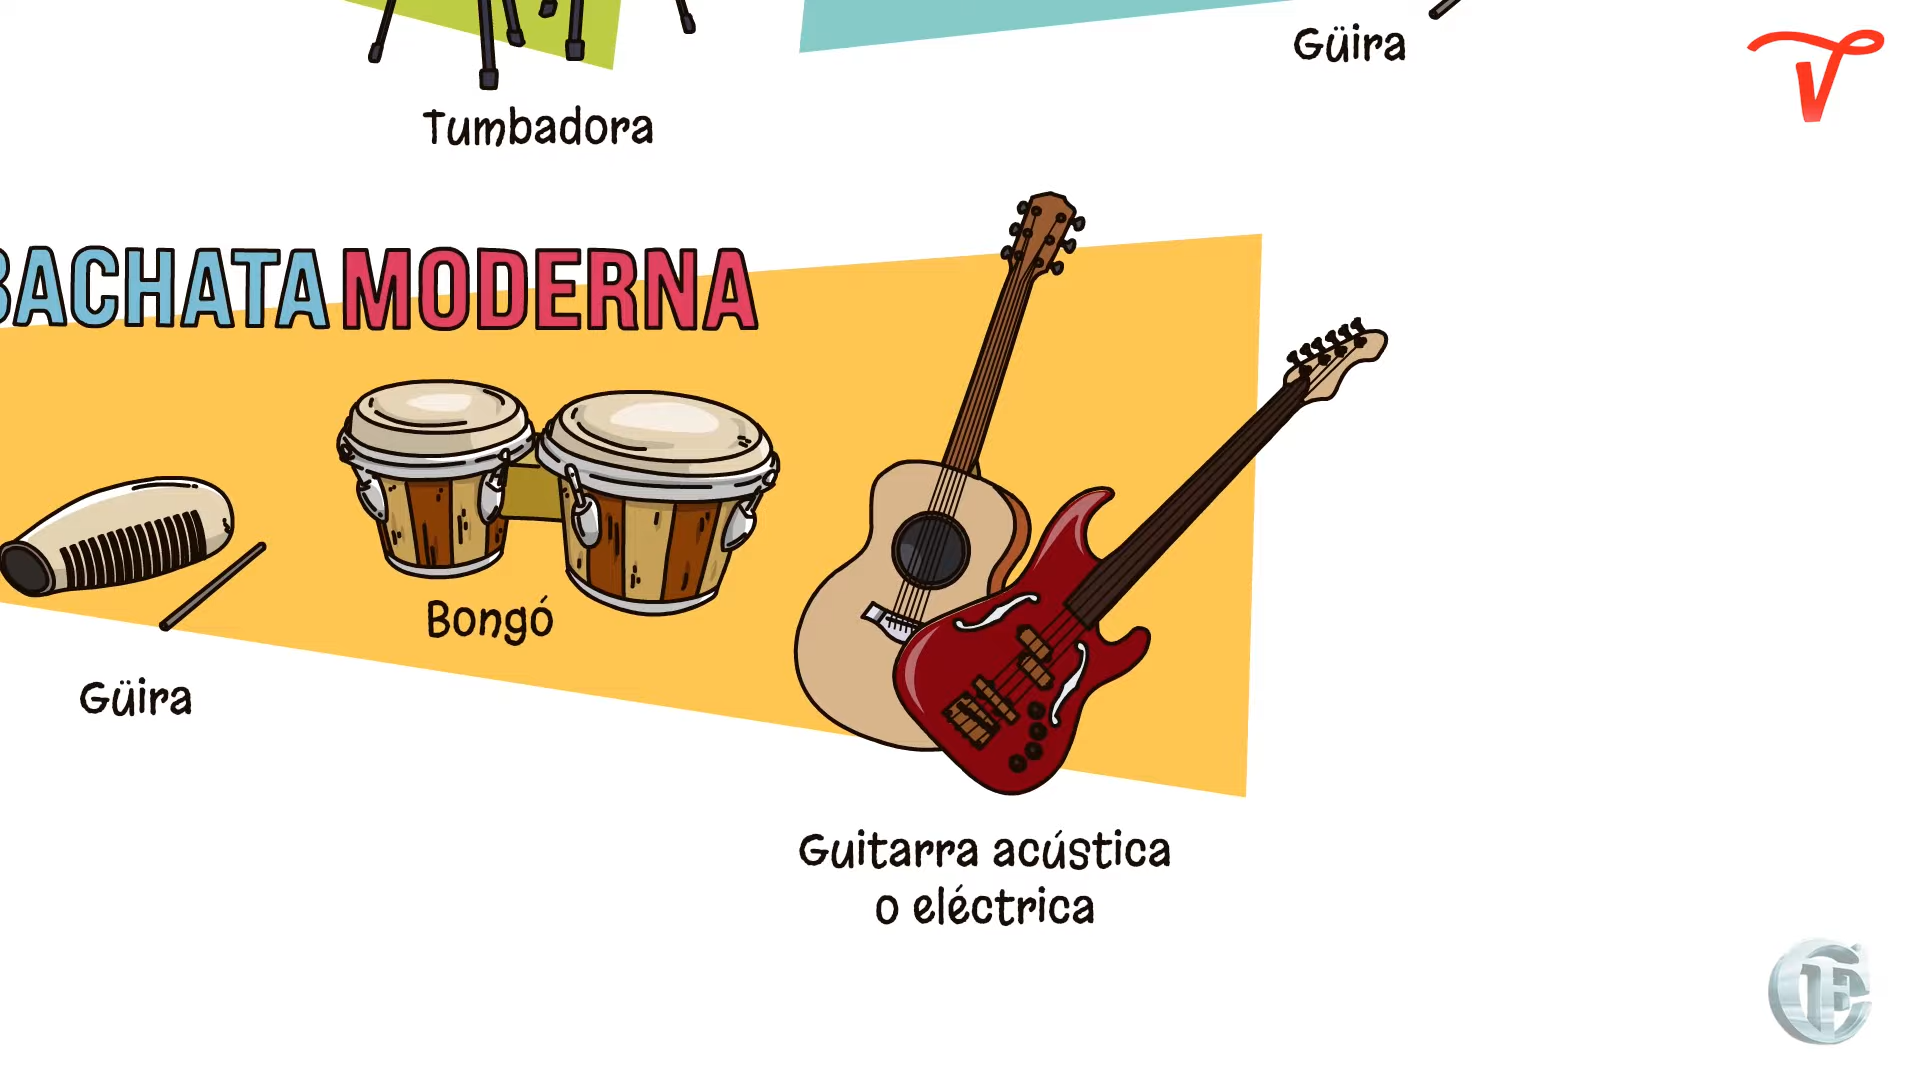 Güira
Tumbadora
BACHATA MODERNA
Bongó
Güira
Guitarra acústica
o eléctrica